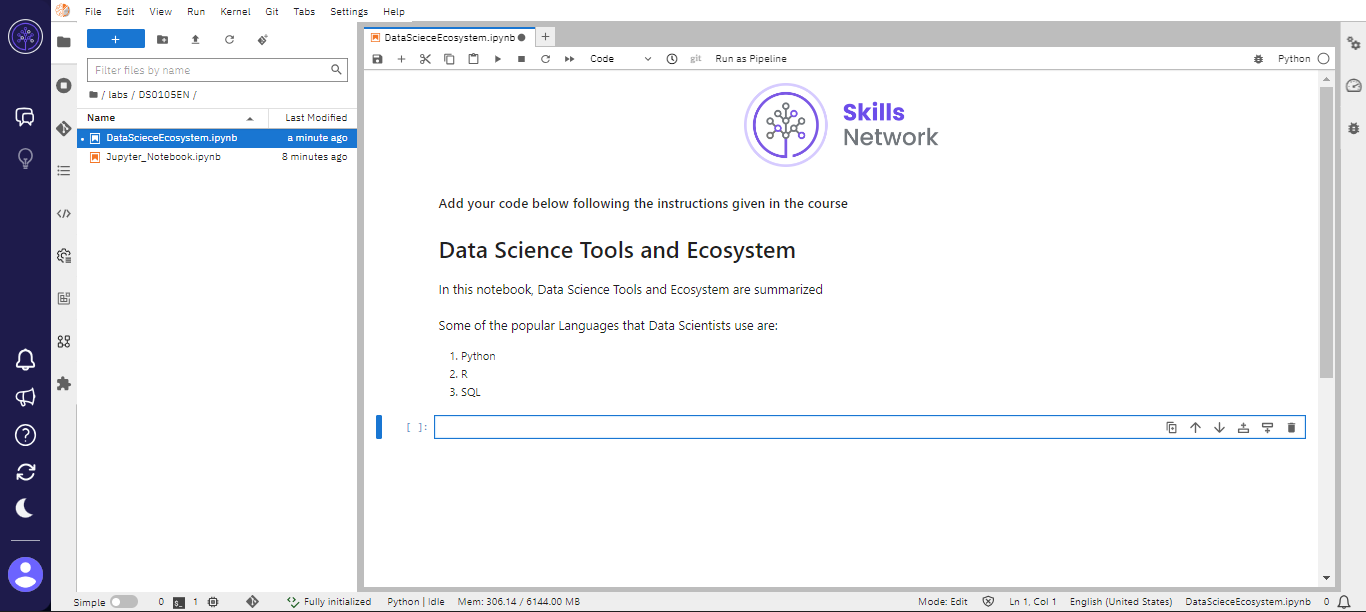 File Edit View Run Kernel Git Tabs Settings Help
Filter files by name
/ labs / DS0105EN /
Name Last Modified
DataScieceEcosystem.ipynb a minute ago
Jupyter_Notebook.ipynb 8 minutes ago
DataScieceEcosystem.ipynb
Code git Run as Pipeline Python
Skills
Network
Add your code below following the instructions given in the course
Data Science Tools and Ecosystem
In this notebook, Data Science Tools and Ecosystem are summarized
Some of the popular Languages that Data Scientists use are:
1. Python
2. R
3. SQL
[ ]:
Simple 0 1 Fully initialized Python | Idle Mem: 306.14 / 6144.00 MB Mode: Edit Ln 1, Col 1 English (United States) DataScieceEcosystem.ipynb 0